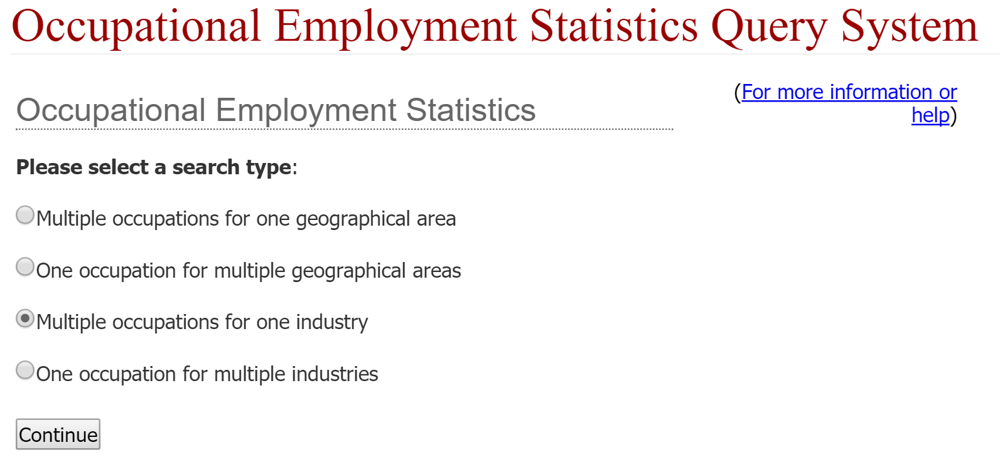 Occupational Employment Statistics Query System
(For more information or
help)
Occupational Employment Statistics
Please select a search type:
Multiple occupations for one geographical area
One occupation for multiple geographical areas
Multiple occupations for one industry
One occupation for multiple industries
Continue